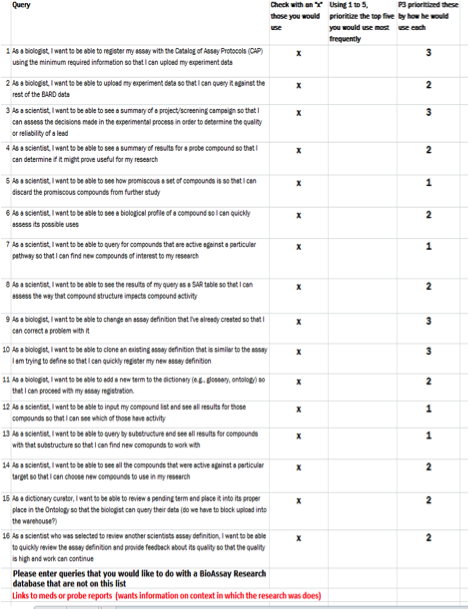 Query
Check with an "x" those you would use
Using 1 to 5, prioritize the top five you would use most frequently
P3 prioritized these by how he would use each
1 As a biologist, I want to be able to register my assay with the Catalog of Assay Protocols (CAP)
using the minimum required information so that I can upload my experiment data
x
3
2 As a biologist, I want to be able to upload my experiment data so that I can query it against the
rest of the BARD data
x
2
3 As a scientist, I want to be able to see a summary of a project/screening campaign so that I
can assess the decisions made in the experimental process in order to determine the quality
or reliability of a lead
x
3
4 As a scientist, I want to be able to see a summary of results for a probe compound so that I
can determine if it might prove useful for my research
x
2
5 As a scientist, I want to be able to see how promiscuous a set of compounds is so that I can
discard the promiscuous compounds from further study
x
1
6 As a scientist, I want to be able to see a biological profile of a compound so I can quickly
assess its possible uses
x
2
7 As a scientist, I want to be able to query for compounds that are active against a particular
pathway so that I can find new compounds of interest to my research
x
1
8 As a scientist, I want to be able to see the results of my query as a SAR table so that I can
assess the way that compound structure impacts compound activity
x
2
9 As a biologist, I want to be able to change an assay definition that I've already created so that I
can correct a problem with it
x
3
10 As a biologist, I want to be able to clone an existing assay definition that is similar to the assay
I am trying to define so that I can quickly register my new assay definition
x
3
11 As a biologist, I want to be able to add a new term to the dictionary (e.g., glossary, ontology) so
that I can proceed with my assay registration.
x
2
12 As a scientist, I want to be able to input my compound list and see all results for those
compounds so that I can see which of those have activity
x
1
13 As a scientist, I want to be able to query by substructure and see all results for compounds
with that substructure so that I can find new comopunds to work with
x
1
14 As a scientist, I want to be able to see all the compounds that were active against a particular
target so that I can choose new compounds to use in my research
x
2
15 As a dictionary curator, I want to be able to review a pending term and place it into its proper
place in the Ontology so that the biologist can query their data (do we have to block upload into
the warehouse?)
x
2
16 As a scientist who was selected to review another scientists assay definition, I want to be able
to quickly review the assay definition and provide feedback about its quality so that the quality
is high and work can continue
x
2
Please enter queries that you would like to do with a BioAssay Research
database that are not on this list
Links to meds or probe reports (wants information on context in which the research was does)